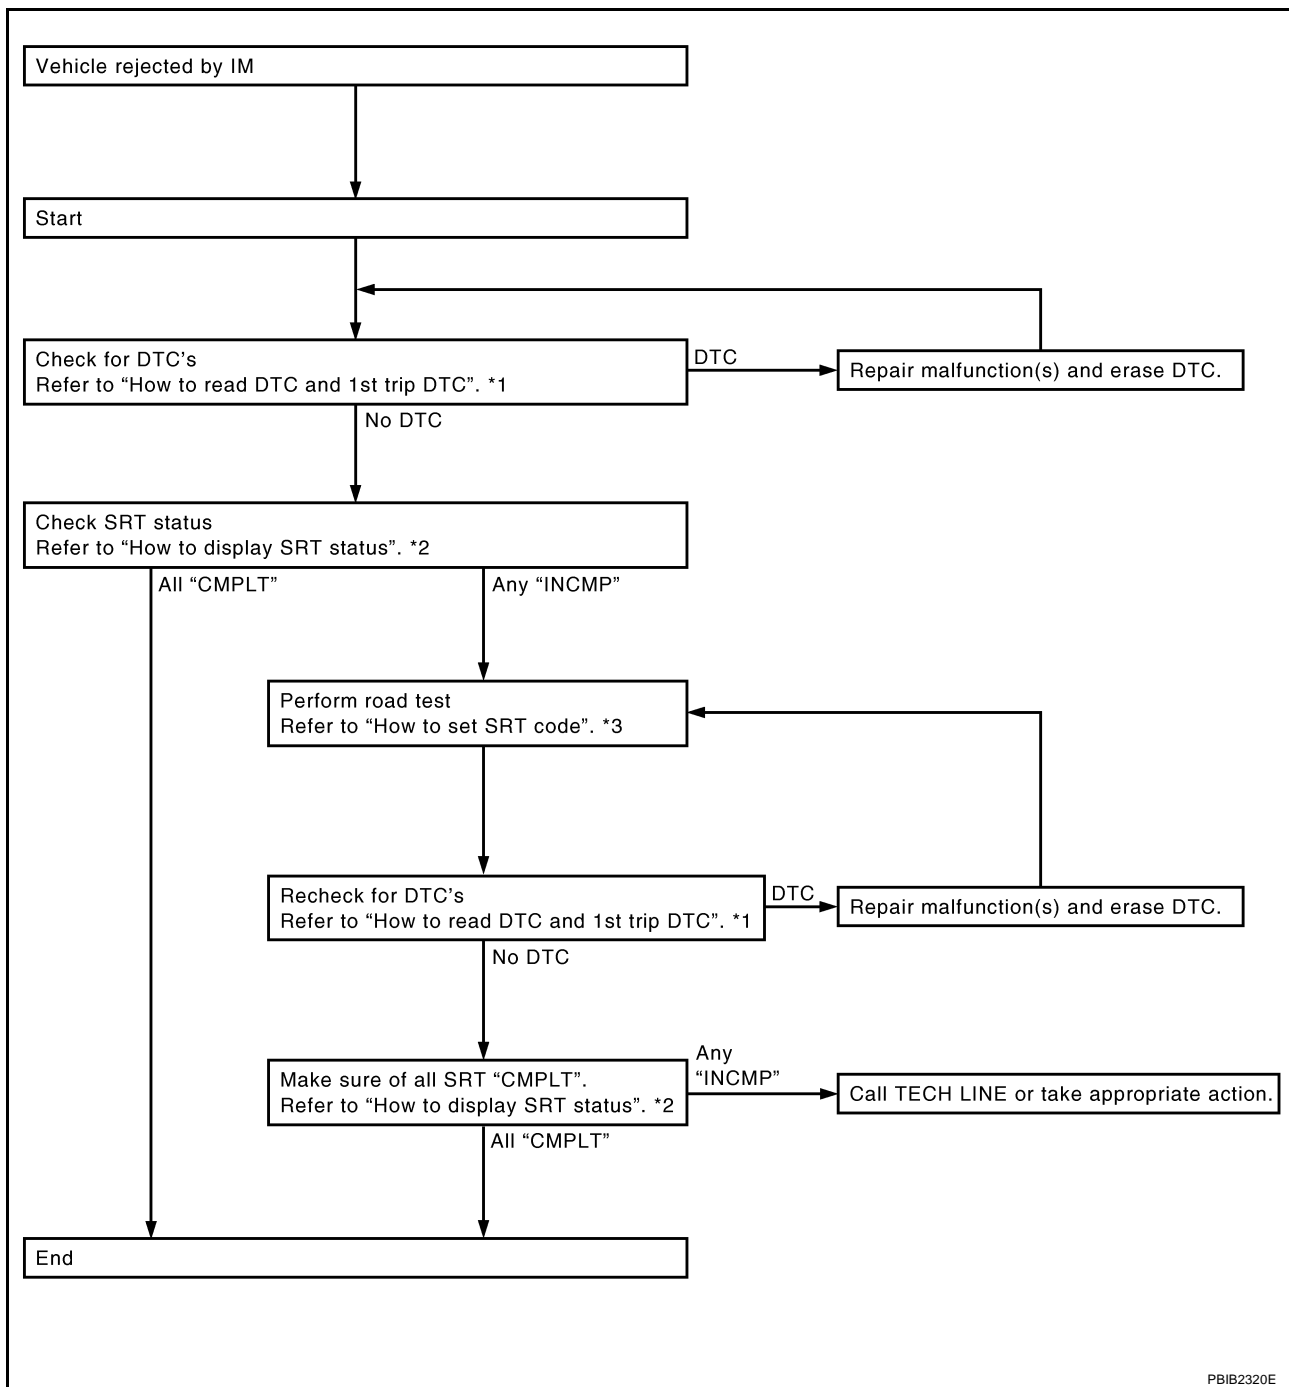 Vehicle rejected by IM
Start
Check for DTC's
Refer to “How to read DTC and 1st trip DTC”. *1
DTC
Repair malfunction(s) and erase DTC.
No DTC
Check SRT status
Refer to “How to display SRT status”. *2
All “CMPLT”
Any “INCMP”
Perform road test
Refer to “How to set SRT code”. *3
Recheck for DTC's
Refer to “How to read DTC and 1st trip DTC”. *1
DTC
Repair malfunction(s) and erase DTC.
No DTC
Make sure of all SRT “CMPLT”.
Refer to “How to display SRT status”. *2
Any
“INCMP”
Call TECH LINE or take appropriate action.
All “CMPLT”
End
PBIB2320E